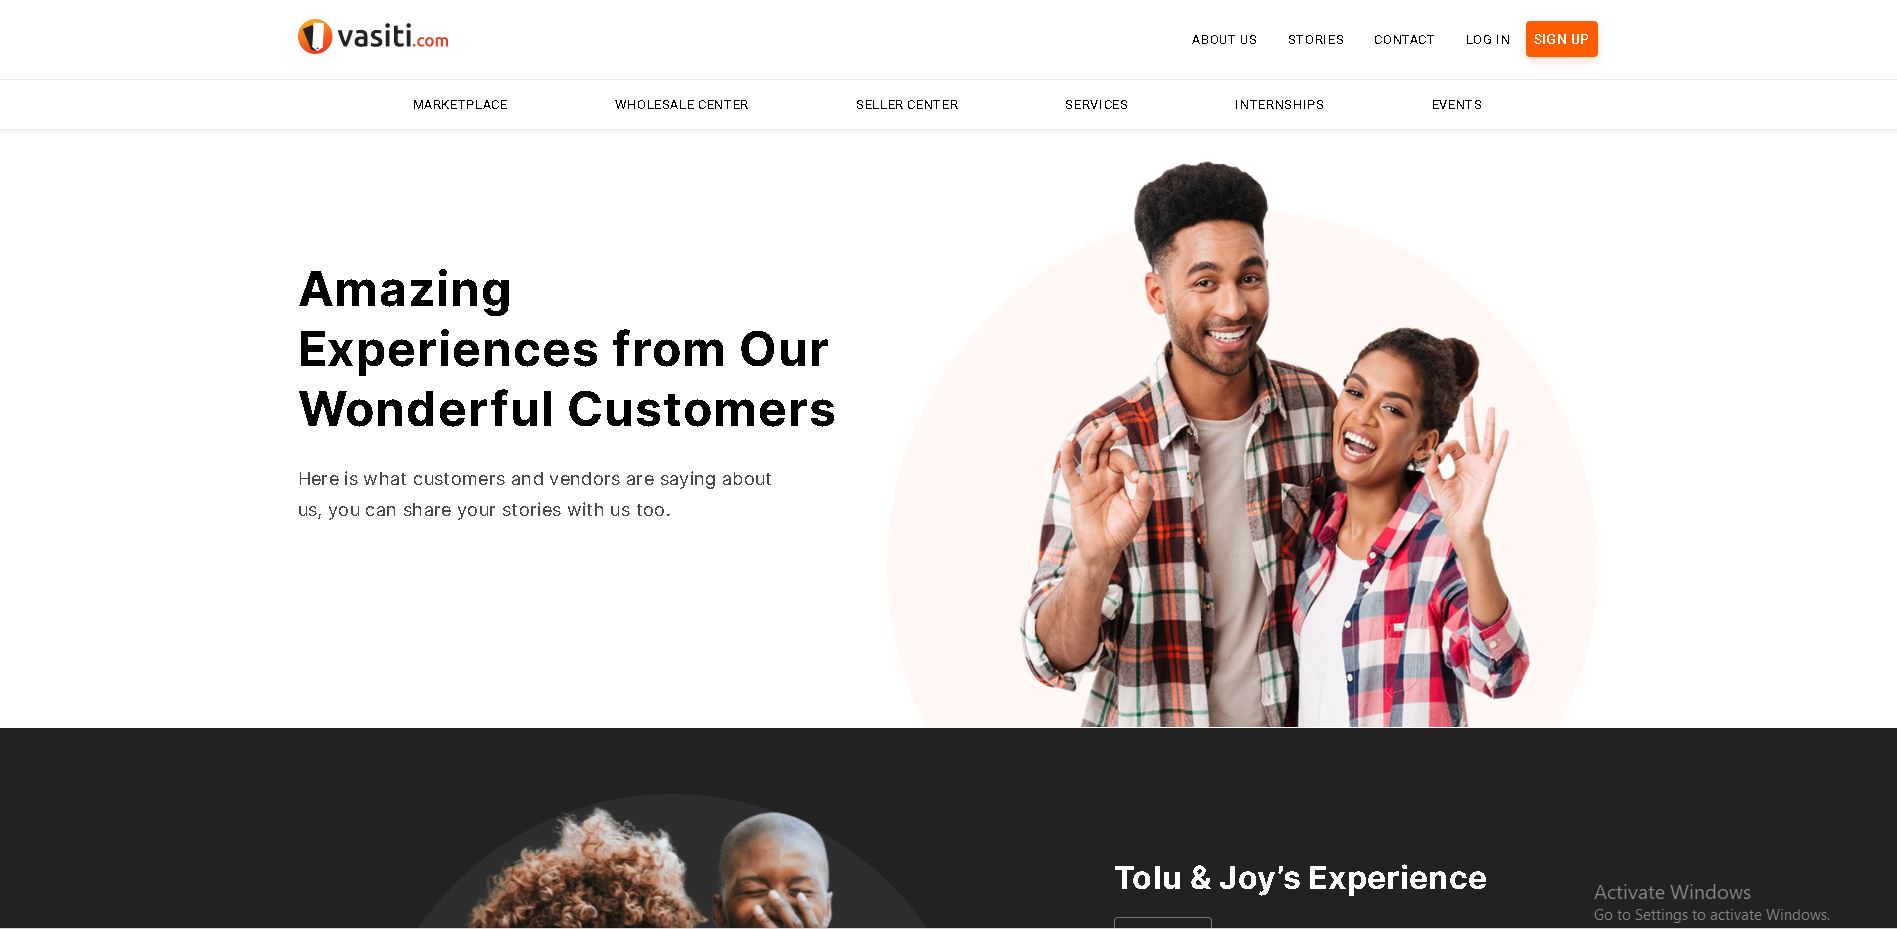 vasiti.com
ABOUT US
STORIES
CONTACT
LOG IN
SIGN UP
MARKETPLACE
WHOLESALE CENTER
SELLER CENTER
SERVICES
INTERNSHIPS
EVENTS
Amazing
Experiences from Our
Wonderful Customers
Here is what customers and vendors are saying about
us, you can share your stories with us too.
Tolu & Joy’s Experience
Activate Windows
Go to Settings to activate Windows.